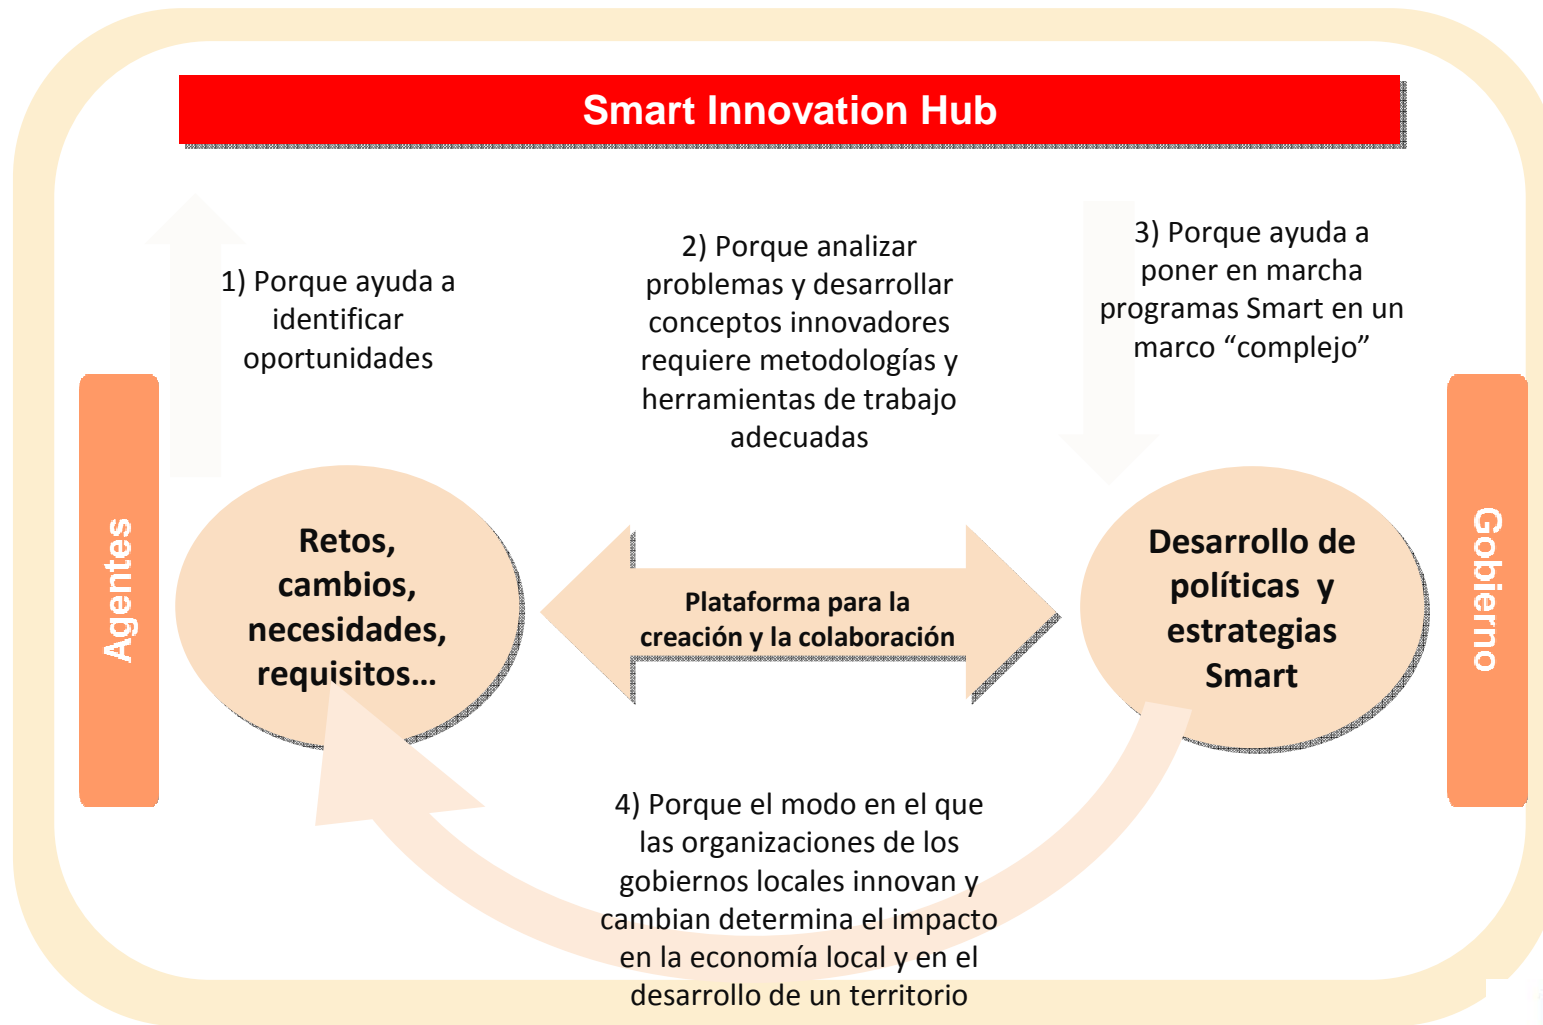 Smart Innovation Hub
1) Porque ayuda a
identificar
oportunidades
2) Porque analizar
problemas y desarrollar
conceptos innovadores
requiere metodologías y
herramientas de trabajo
adecuadas
3) Porque ayuda a
poner en marcha
programas Smart en un
marco “complejo”
Agentes
Retos,
cambios,
necesidades,
requisitos...
Plataforma para la
creación y la colaboración
Desarrollo de
políticas y
estrategias
Smart
Gobierno
4) Porque el modo en el que
las organizaciones de los
gobiernos locales innovan y
cambian determina el impacto
en la economía local y en el
desarrollo de un territorio